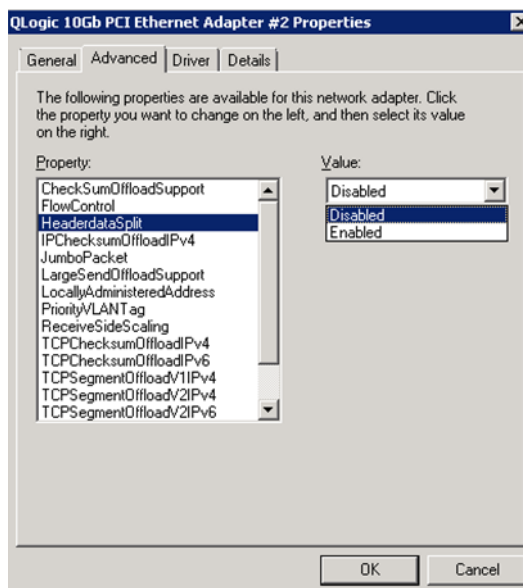 QLogic 10Gb PCI Ethernet Adapter #2 Properties
General Advanced Driver Details
The following properties are available for this network adapter. Click
the property you want to change on the left, and then select its value
on the right.
Property:
CheckSumOffloadSupport
FlowControl
HeaderdataSplit
IPChecksumOffloadIPv4
JumboPacket
LargeSendOffloadSupport
LocallyAdministeredAddress
PriorityVLANTag
ReceiveSideScaling
TCPChecksumOffloadIPv4
TCPChecksumOffloadIPv6
TCPSegmentOffloadV1IPv4
TCPSegmentOffloadV2IPv4
TCPSegmentOffloadV2IPv6
Value:
Disabled
Disabled
Enabled
OK Cancel